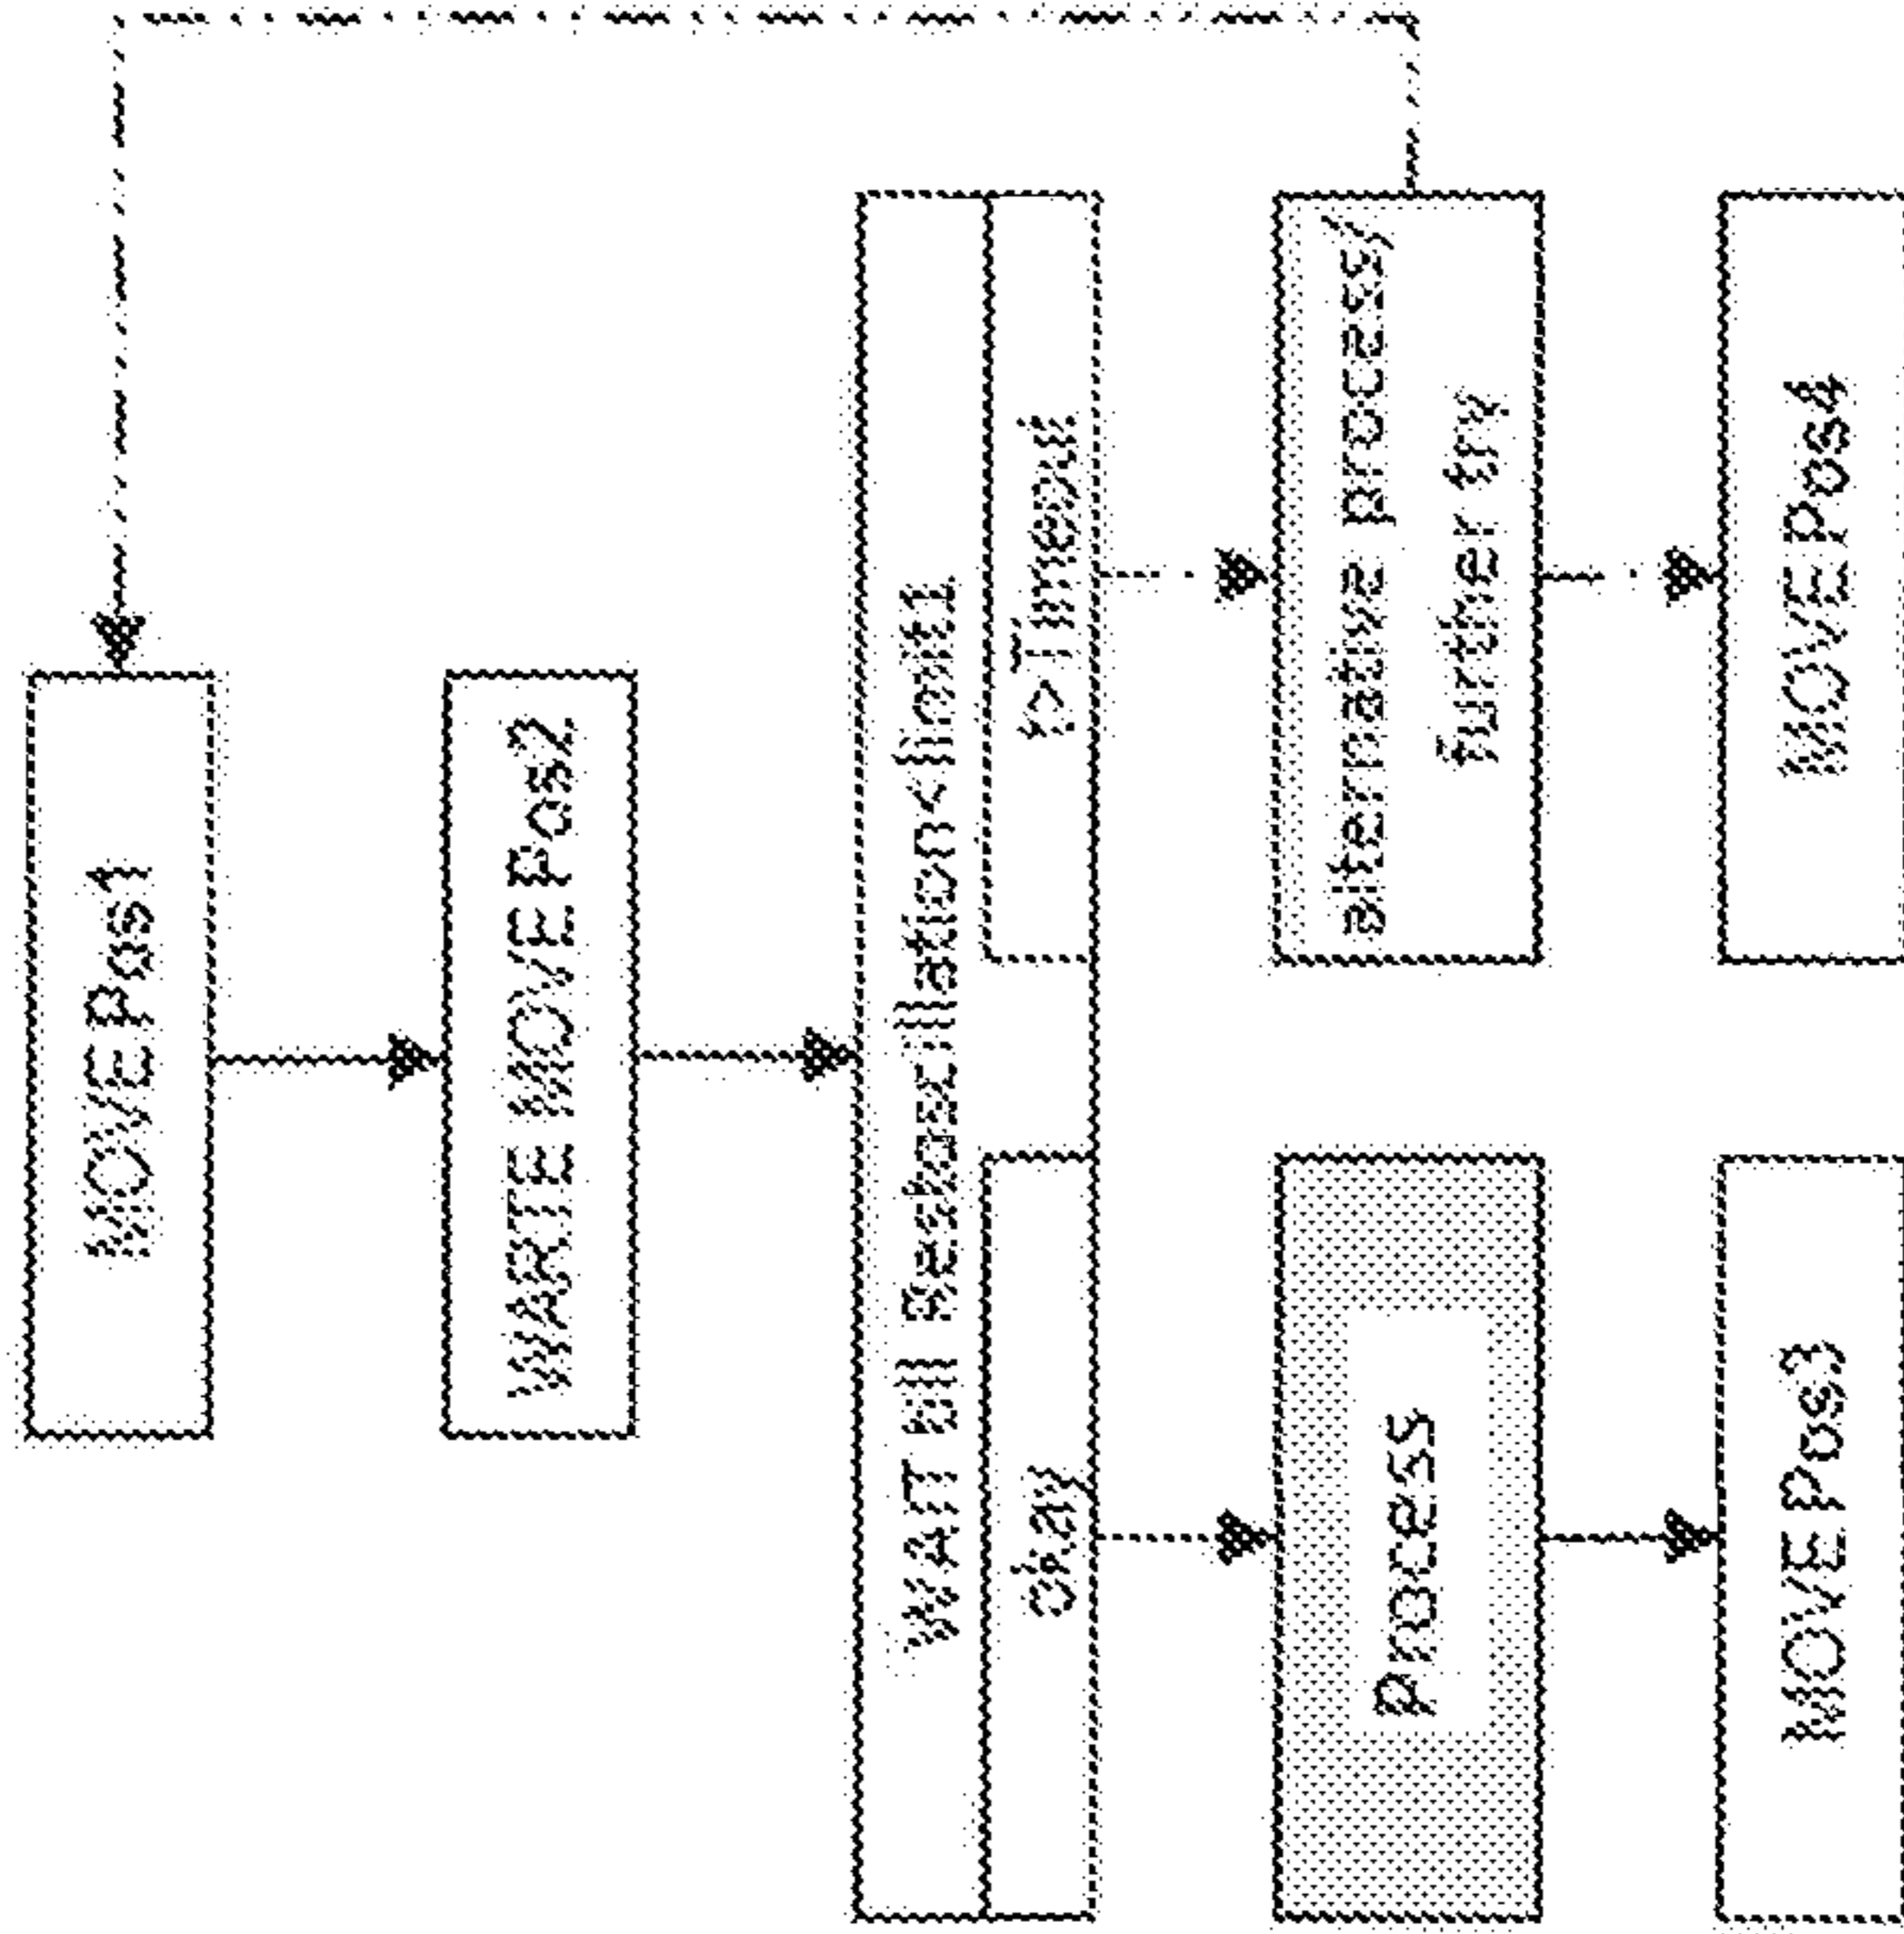 MOVE Pos1
WARTE MOVE Pos2
WAIT till Restoscillation<limit1
okay
t>Timeout
Process
alternative process/
further try
MOVE Pos3
MOVE Pos4